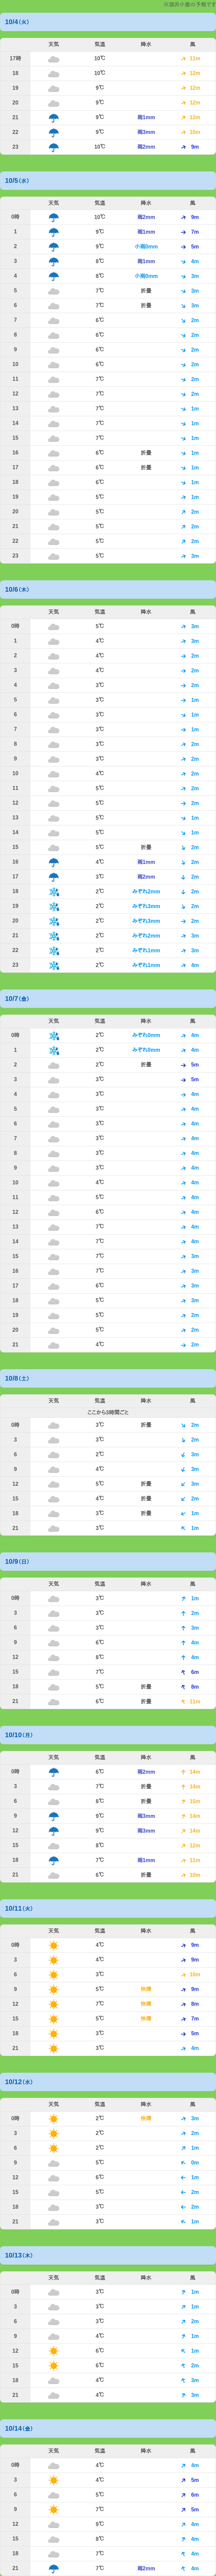 ※岩氷小屋の予報です
10/4(火)
天気 気温 降水 風
17時 10℃ 11m
18 10℃ 12m
19 9℃ 12m
20 9℃ 12m
21 9℃ 雨1mm 12m
22 9℃ 雨3mm 10m
23 10℃ 雨2mm 9m
10/5(水)
天気 気温 降水 風
0時 10℃ 雨2mm 9m
1 9℃ 雨1mm 7m
2 9℃ 小雨0mm 5m
3 8℃ 雨1mm 4m
4 8℃ 小雨0mm 3m
5 7℃ 折畳 3m
6 7℃ 折畳 3m
7 6℃ 2m
8 6℃ 2m
9 6℃ 2m
10 6℃ 2m
11 7℃ 2m
12 7℃ 2m
13 7℃ 1m
14 7℃ 1m
15 7℃ 1m
16 6℃ 折畳 1m
17 6℃ 折畳 1m
18 6℃ 1m
19 5℃ 1m
20 5℃ 2m
21 5℃ 2m
22 5℃ 2m
23 5℃ 3m
10/6(木)
天気 気温 降水 風
0時 5℃ 3m
1 4℃ 3m
2 4℃ 2m
3 4℃ 2m
4 3℃ 2m
5 3℃ 1m
6 3℃ 1m
7 3℃ 1m
8 3℃ 2m
9 3℃ 2m
10 4℃ 2m
11 5℃ 2m
12 5℃ 2m
13 5℃ 1m
14 5℃ 1m
15 5℃ 折畳 2m
16 4℃ 雨1mm 2m
17 3℃ 雨2mm 2m
18 2℃ みぞれ2mm 2m
19 2℃ みぞれ3mm 2m
20 2℃ みぞれ3mm 2m
21 2℃ みぞれ2mm 3m
22 2℃ みぞれ1mm 3m
23 2℃ みぞれ1mm 4m
10/7(金)
天気 気温 降水 風
0時 2℃ みぞれ0mm 4m
1 2℃ みぞれ0mm 4m
2 2℃ 折畳 5m
3 3℃ 5m
4 3℃ 4m
5 3℃ 4m
6 3℃ 4m
7 3℃ 4m
8 3℃ 4m
9 3℃ 4m
10 4℃ 4m
11 5℃ 4m
12 6℃ 4m
13 7℃ 4m
14 7℃ 4m
15 7℃ 3m
16 7℃ 3m
17 6℃ 3m
18 5℃ 3m
19 5℃ 2m
20 5℃ 2m
21 4℃ 2m
10/8(土)
天気 気温 降水 風
ここから3時間ごと
0時 3℃ 折畳 2m
3 3℃ 2m
6 2℃ 3m
9 4℃ 3m
12 5℃ 折畳 3m
15 4℃ 折畳 2m
18 3℃ 折畳 1m
21 3℃ 1m
10/9(日)
天気 気温 降水 風
0時 3℃ 1m
3 3℃ 2m
6 3℃ 3m
9 6℃ 4m
12 8℃ 4m
15 7℃ 6m
18 5℃ 折畳 8m
21 6℃ 折畳 11m
10/10(月)
天気 気温 降水 風
0時 6℃ 雨2mm 14m
3 7℃ 折畳 14m
6 8℃ 折畳 15m
9 9℃ 雨3mm 14m
12 9℃ 雨3mm 14m
15 8℃ 12m
18 7℃ 雨1mm 11m
21 6℃ 折畳 10m
10/11(火)
天気 気温 降水 風
0時 4℃ 9m
3 4℃ 9m
6 3℃ 10m
9 5℃ 快晴 9m
12 7℃ 快晴 8m
15 5℃ 快晴 7m
18 3℃ 5m
21 3℃ 4m
10/12(水)
天気 気温 降水 風
0時 2℃ 快晴 3m
3 2℃ 2m
6 2℃ 1m
9 5℃ 0m
12 6℃ 1m
15 5℃ 2m
18 3℃ 2m
21 3℃ 1m
10/13(木)
天気 気温 降水 風
0時 3℃ 1m
3 3℃ 1m
6 3℃ 2m
9 4℃ 1m
12 6℃ 1m
15 6℃ 2m
18 4℃ 3m
21 4℃ 3m
10/14(金)
天気 気温 降水 風
0時 4℃ 4m
3 4℃ 5m
6 5℃ 6m
9 7℃ 5m
12 9℃ 4m
15 8℃ 4m
18 7℃ 4m
21 7℃ 雨2mm 4m